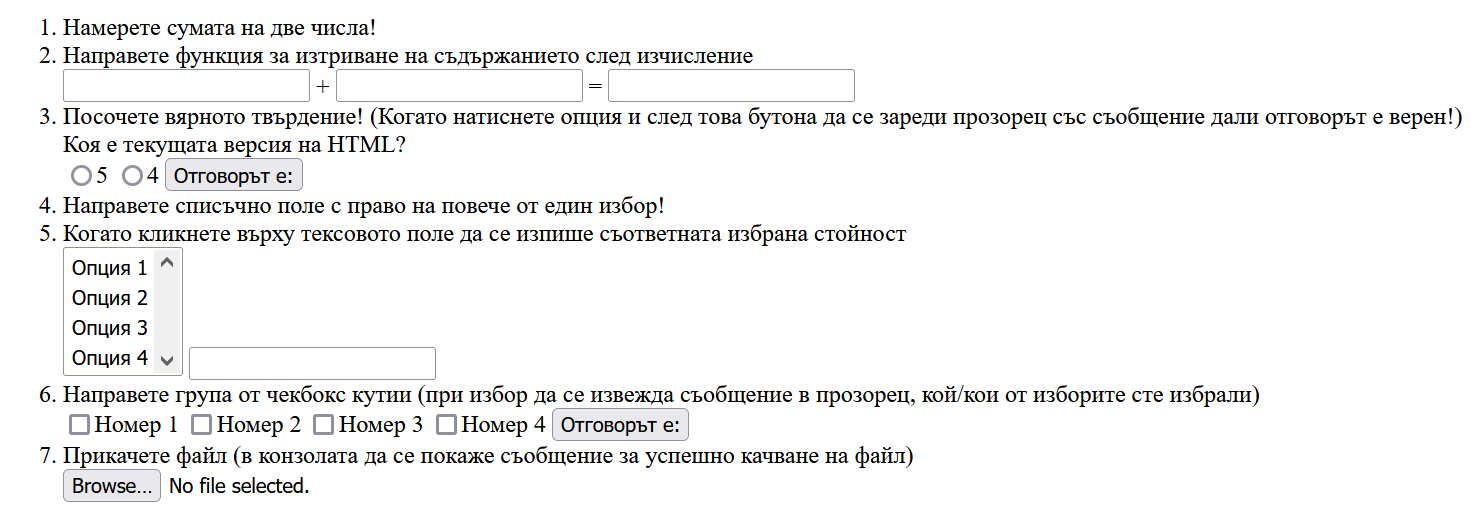 1. Намерете сумата на две числа!
2. Направете функция за изтриване на съдържанието след изчисление
+ =
3. Посочете вярното твърдение! (Когато натиснете опция и след това бутона да се зареди прозорец със съобщение дали отговорът е верен!)
Коя е текущата версия на HTML?
5 4 Отговорът е:
4. Направете списъчно поле с право на повече от един избор!
5. Когато кликнете върху тексовото поле да се изпише съответната избрана стойност
Опция 1
Опция 2
Опция 3
Опция 4
6. Направете група от чекбокс кутии (при избор да се извежда съобщение в прозорец, кой/кои от изборите сте избрали)
Номер 1 Номер 2 Номер 3 Номер 4 Отговорът е:
7. Прикачете файл (в конзолата да се покаже съобщение за успешно качване на файл)
Browse... No file selected.